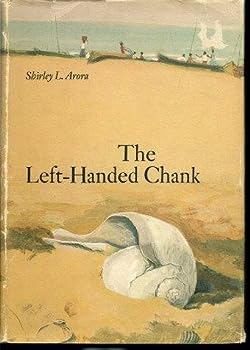 Shirley L. Arora
The
Left-Handed Chank